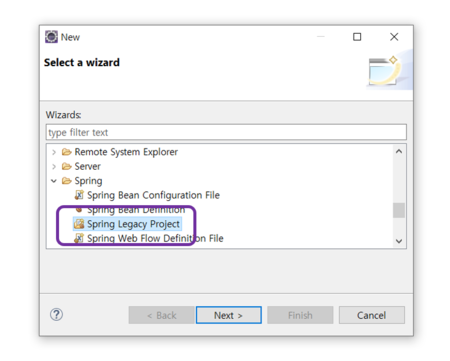 New
Select a wizard
Wizards:
type filter text
Remote System Explorer
Server
Spring
Spring Bean Configuration File
Spring Bean Definition
Spring Legacy Project
Spring Web Flow Definition File
?
< Back
Next >
Finish
Cancel